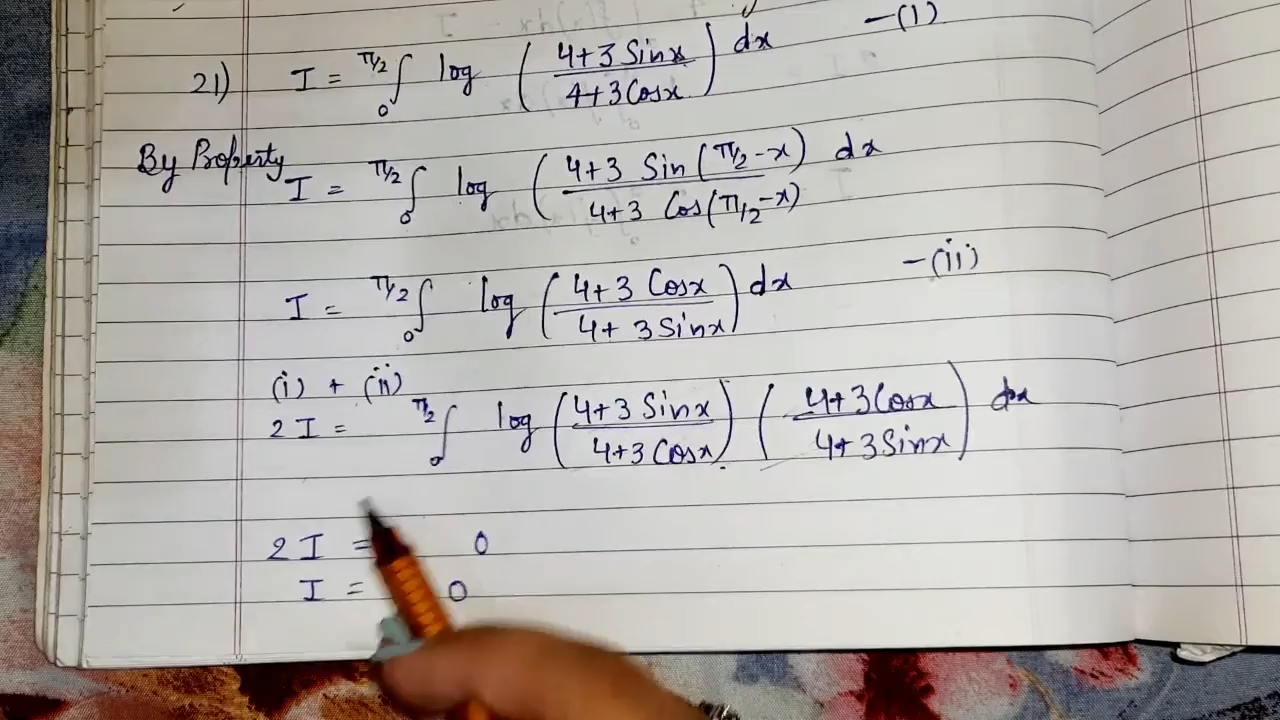 21) I = π/2 ∫ 0 log ( 4+3 Sinx / 4+3 Cosx ) dx —(1)
By Property I = π/2 ∫ 0 log ( 4+3 Sin(π/2-x) / 4+3 Cos(π/2-x) dx
I = π/2 ∫ 0 log ( 4+3 Cosx / 4+3 Sinx ) dx —(ii)
(i) + (ii)
2I = π/2 ∫ 0 log ( 4+3 Sinx / 4+3 Cosx ) ( 4+3 Cosx / 4+3 Sinx ) dx
2I = 0
I = 0